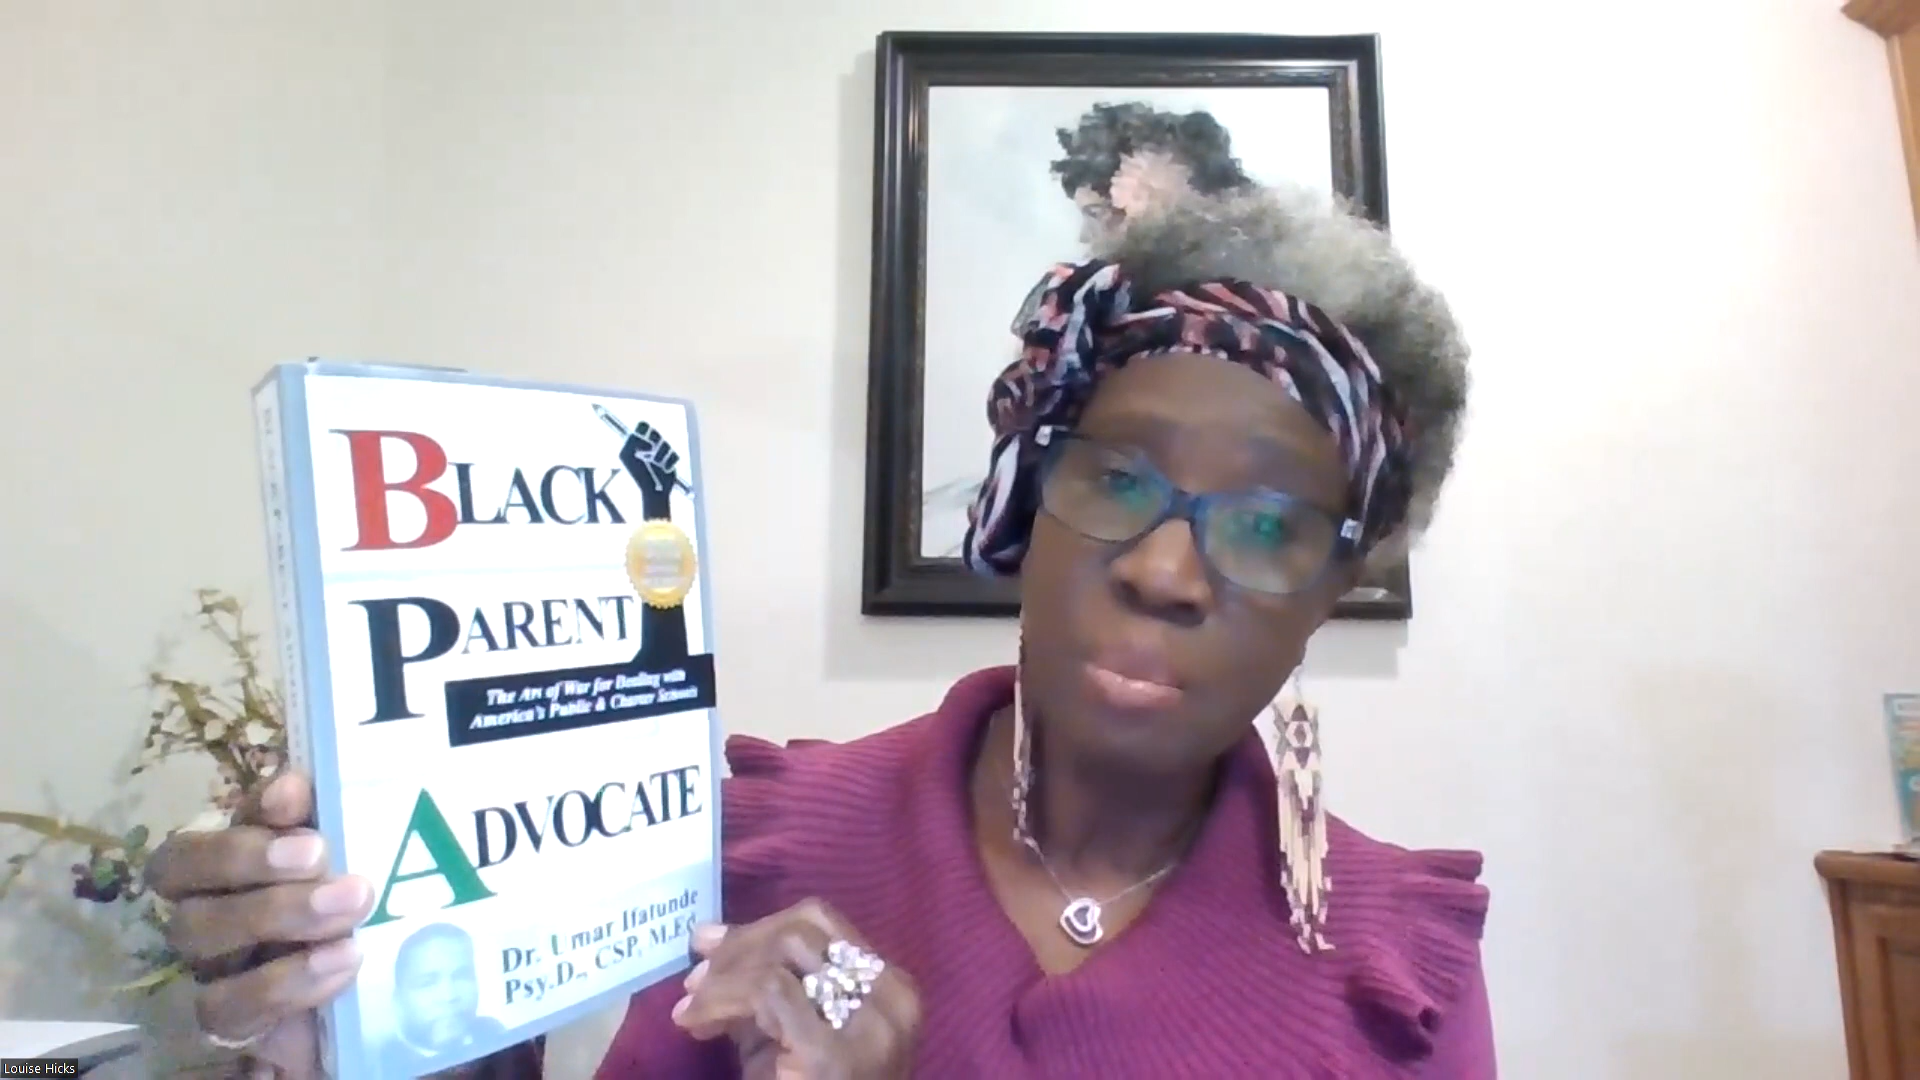 BLACK
PARENT
The Art of War for Dealing with
America's Public & Charter Schools
ADVOCATE
Dr. Umar Ifatunde
Psy.D., CSP, M.Ed
Louise Hicks